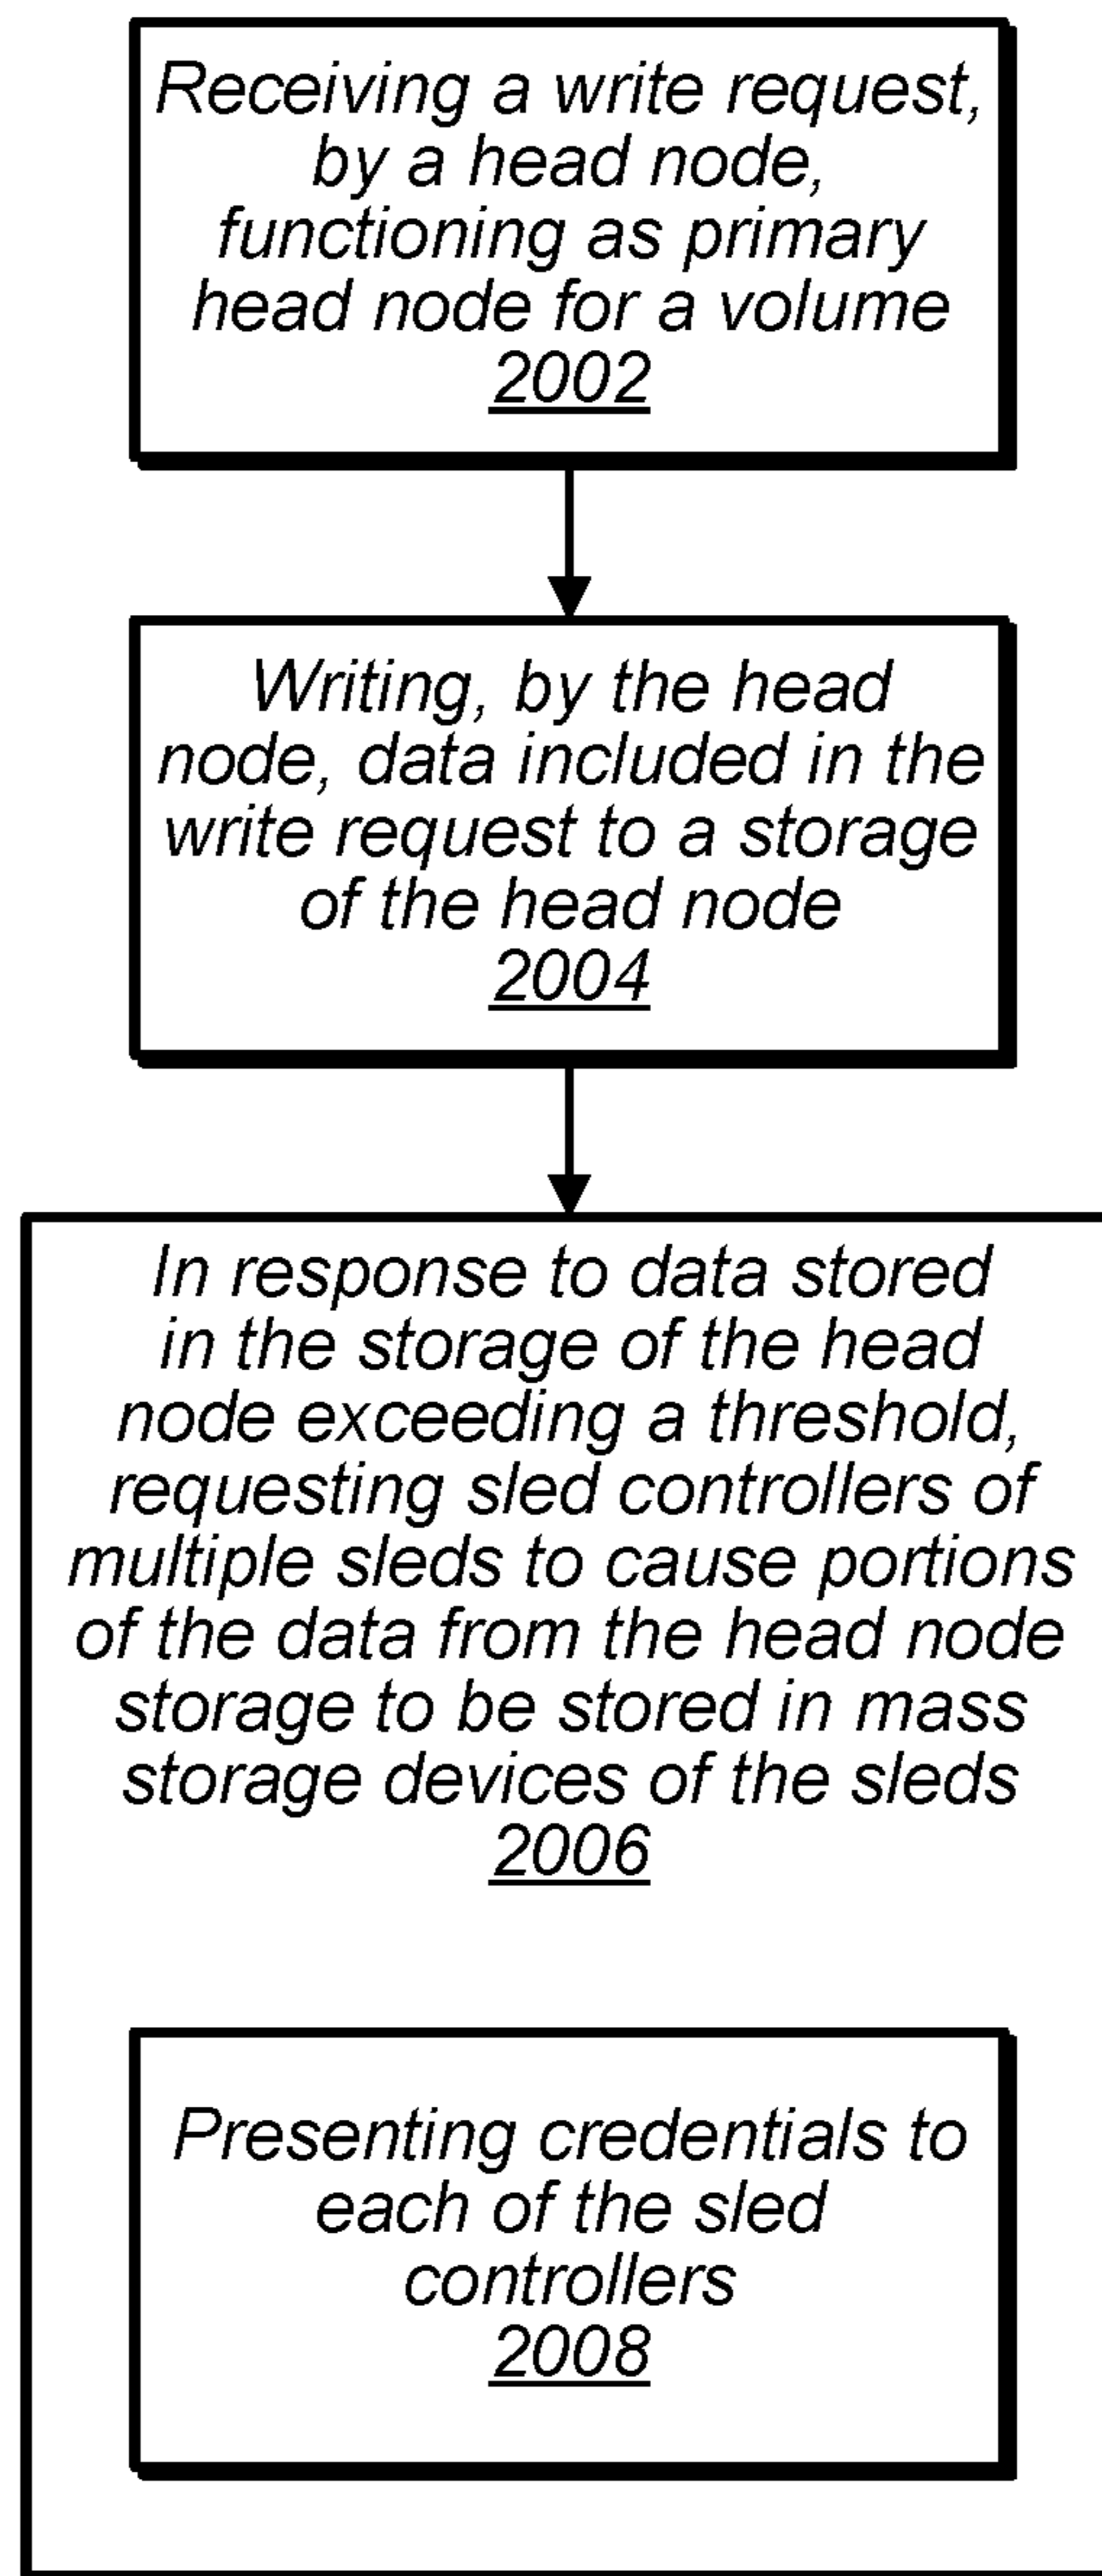 Receiving a write request,
by a head node,
functioning as primary
head node for a volume
2002
Writing, by the head
node, data included in the
write request to a storage
of the head node
2004
In response to data stored
in the storage of the head
node exceeding a threshold,
requesting sled controllers of
multiple sleds to cause portions
of the data from the head node
storage to be stored in mass
storage devices of the sleds
2006
Presenting credentials to
each of the sled
controllers
2008